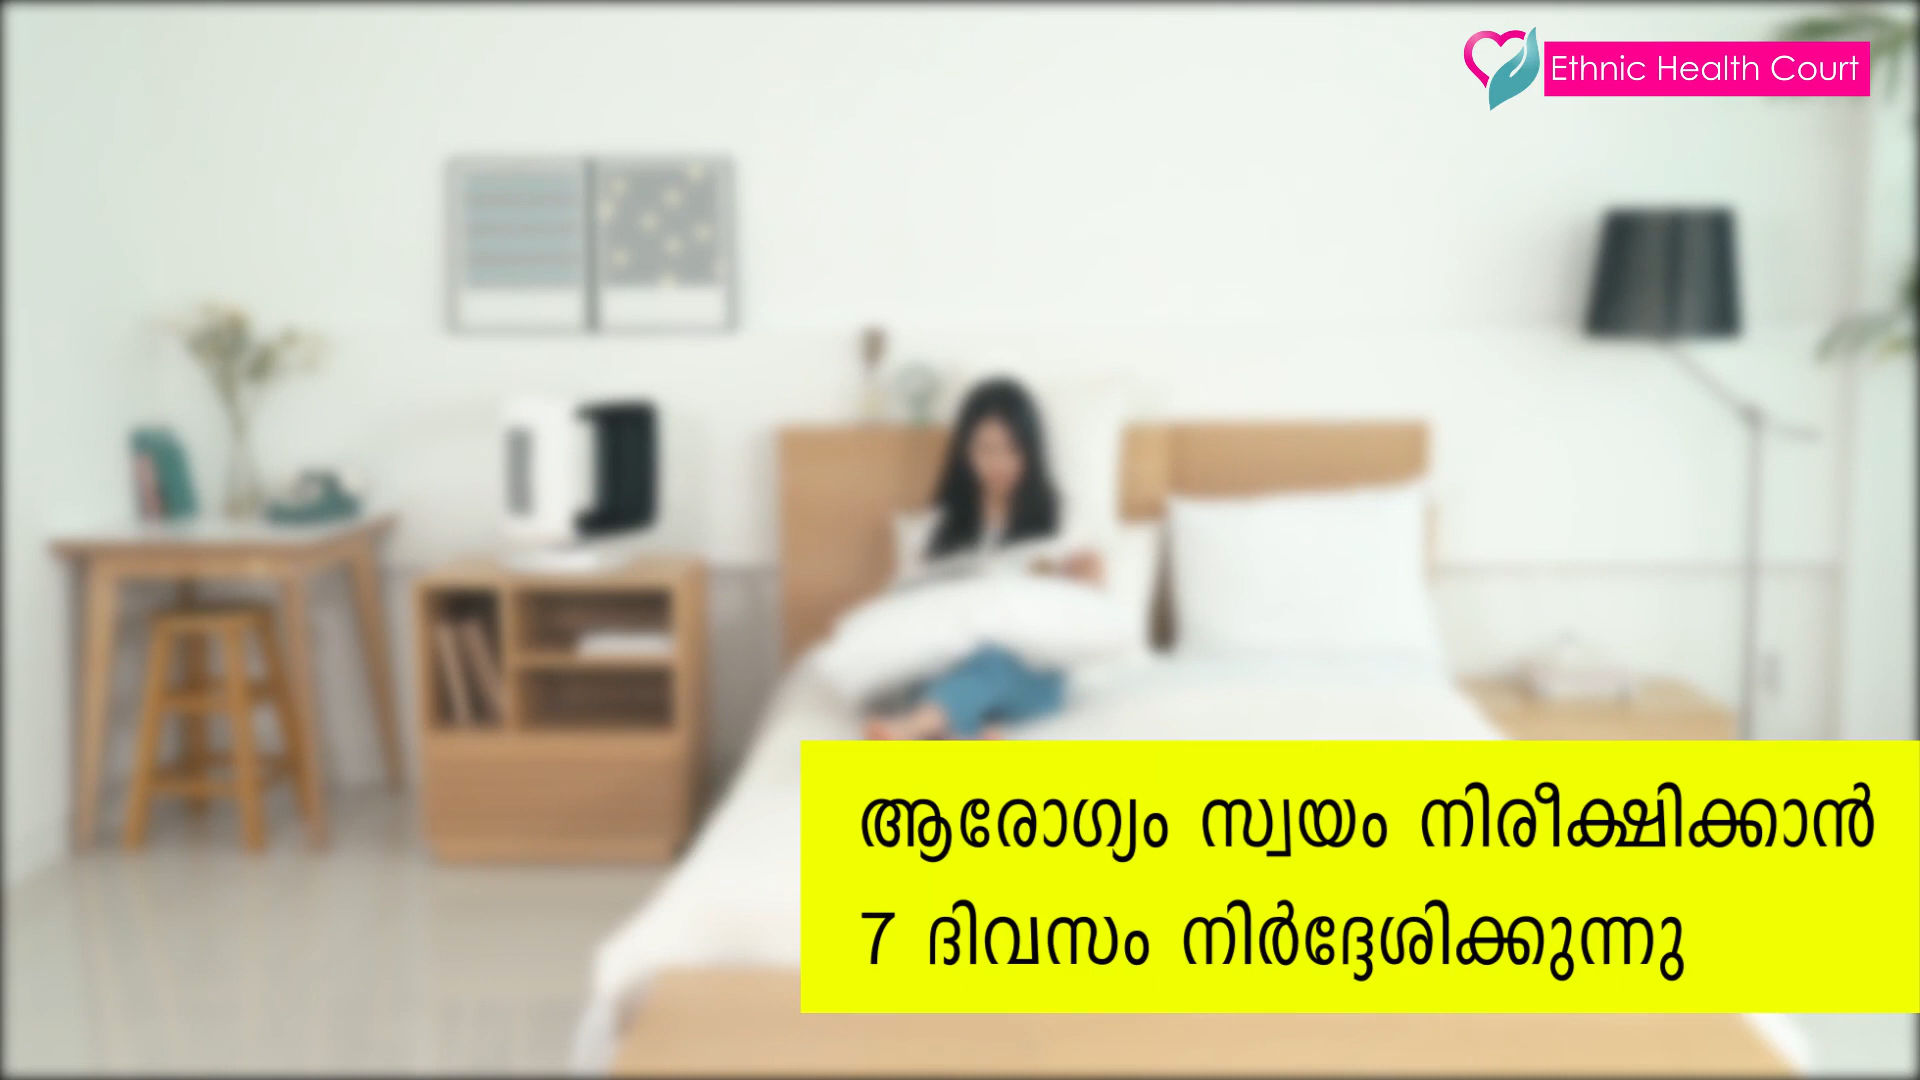 Ethnic Health Court
ആരോഗ്യം സ്വയം നിരീക്ഷിക്കാൻ
7 ദിവസം നിർദ്ദേശിക്കുന്നു